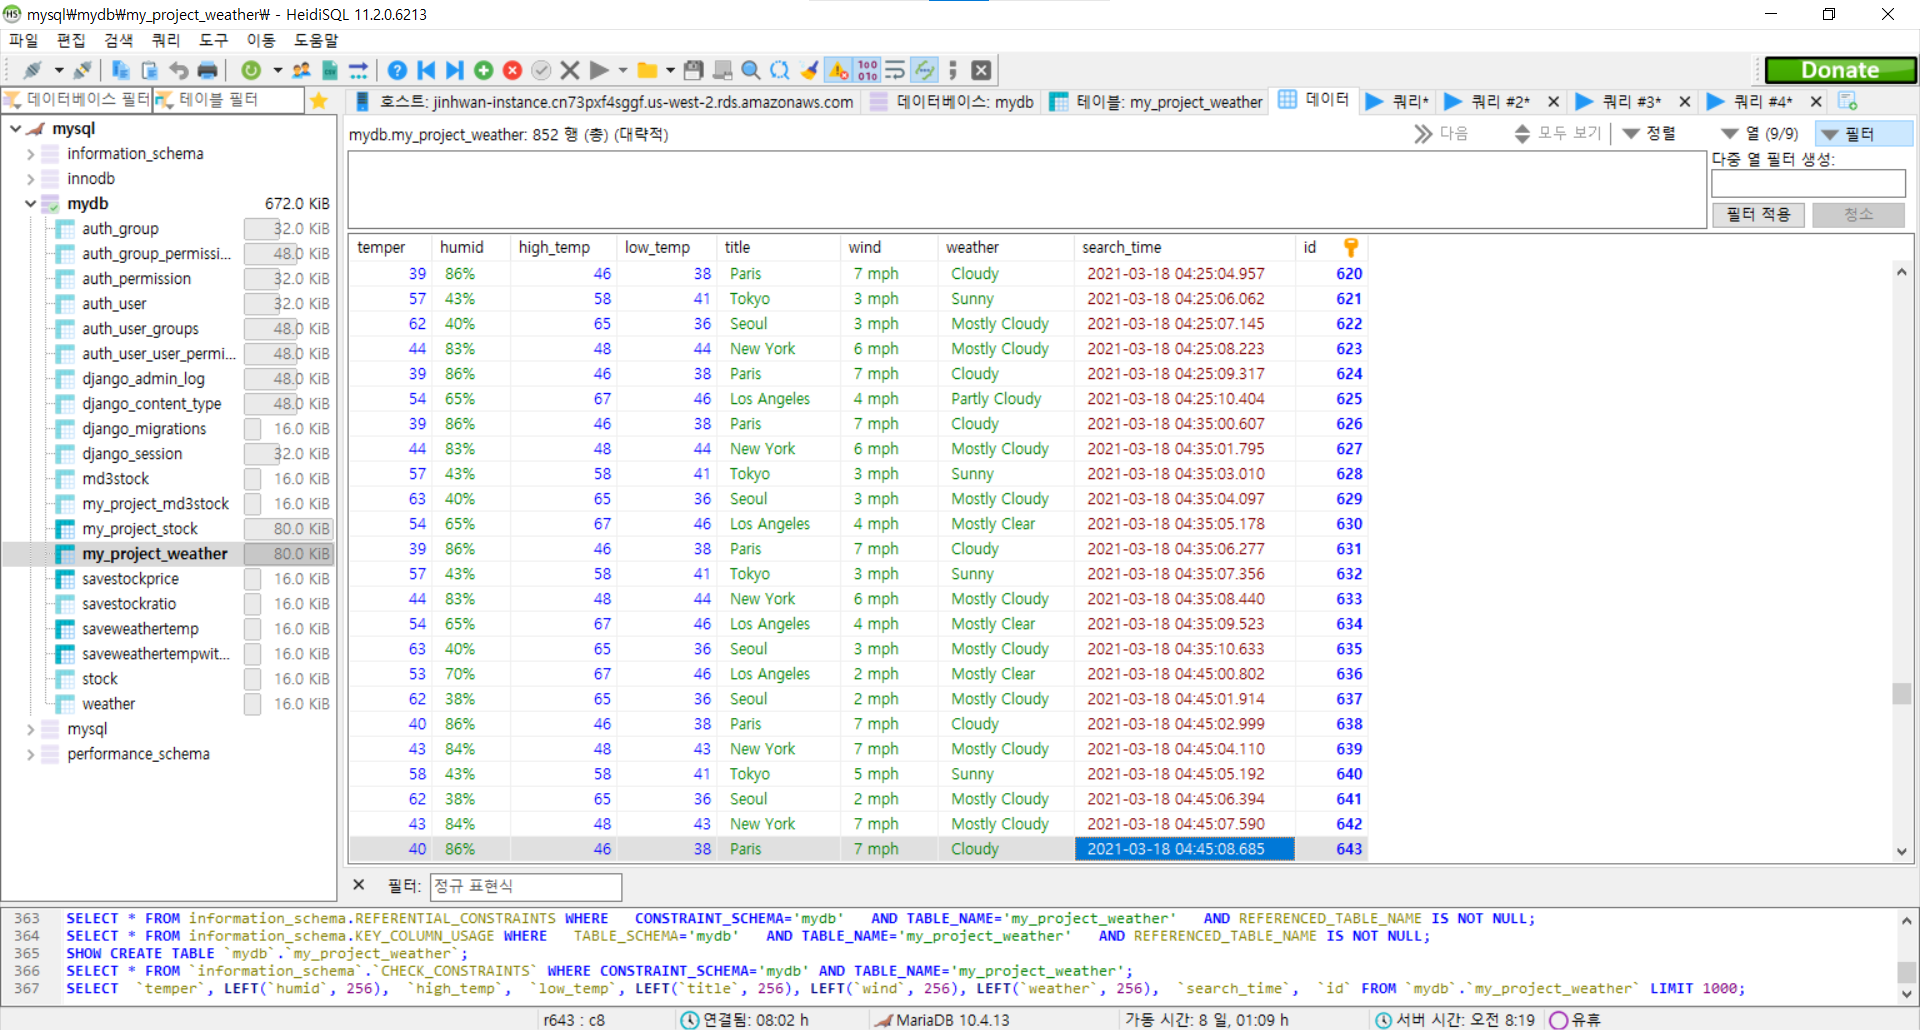 mysql₩mydb₩my_project_weather₩ - HeidiSQL 11.2.0.6213
파일 편집 검색 쿼리 도구 이동 도움말
Donate
데이터베이스 필터 테이블 필터 호스트: jinhwan-instance.cn73pxf4sggf.us-west-2.rds.amazonaws.com 데이터베이스: mydb 테이블: my_project_weather 데이터 쿼리* 쿼리 #2* 쿼리 #3* 쿼리 #4*
mydb.my_project_weather: 852 행 (총) (대략적) 다음 모두 보기 정렬 열 (9/9) 필터
다중 열 필터 생성:
필터 적용 청소
mysql
information_schema
innodb
mydb 672.0 KiB
auth_group 32.0 KiB
auth_group_permissi... 48.0 KiB
auth_permission 32.0 KiB
auth_user 32.0 KiB
auth_user_groups 48.0 KiB
auth_user_user_permi... 48.0 KiB
django_admin_log 48.0 KiB
django_content_type 48.0 KiB
django_migrations 16.0 KiB
django_session 32.0 KiB
md3stock 16.0 KiB
my_project_md3stock 16.0 KiB
my_project_stock 80.0 KiB
my_project_weather 80.0 KiB
savestockprice 16.0 KiB
savestockratio 16.0 KiB
saveweathertemp 16.0 KiB
saveweathertempwit... 16.0 KiB
stock 16.0 KiB
weather 16.0 KiB
mysql
performance_schema
temper humid high_temp low_temp title wind weather search_time id
39 86% 46 38 Paris 7 mph Cloudy 2021-03-18 04:25:04.957 620
57 43% 58 41 Tokyo 3 mph Sunny 2021-03-18 04:25:06.062 621
62 40% 65 36 Seoul 3 mph Mostly Cloudy 2021-03-18 04:25:07.145 622
44 83% 48 44 New York 6 mph Mostly Cloudy 2021-03-18 04:25:08.223 623
39 86% 46 38 Paris 7 mph Cloudy 2021-03-18 04:25:09.317 624
54 65% 67 46 Los Angeles 4 mph Partly Cloudy 2021-03-18 04:25:10.404 625
39 86% 46 38 Paris 7 mph Cloudy 2021-03-18 04:35:00.607 626
44 83% 48 44 New York 6 mph Mostly Cloudy 2021-03-18 04:35:01.795 627
57 43% 58 41 Tokyo 3 mph Sunny 2021-03-18 04:35:03.010 628
63 40% 65 36 Seoul 3 mph Mostly Cloudy 2021-03-18 04:35:04.097 629
54 65% 67 46 Los Angeles 4 mph Mostly Clear 2021-03-18 04:35:05.178 630
39 86% 46 38 Paris 7 mph Cloudy 2021-03-18 04:35:06.277 631
57 43% 58 41 Tokyo 3 mph Sunny 2021-03-18 04:35:07.356 632
44 83% 48 44 New York 6 mph Mostly Cloudy 2021-03-18 04:35:08.440 633
54 65% 67 46 Los Angeles 4 mph Mostly Clear 2021-03-18 04:35:09.523 634
63 40% 65 36 Seoul 3 mph Mostly Cloudy 2021-03-18 04:35:10.633 635
53 70% 67 46 Los Angeles 2 mph Mostly Clear 2021-03-18 04:45:00.802 636
62 38% 65 36 Seoul 2 mph Mostly Cloudy 2021-03-18 04:45:01.914 637
40 86% 46 38 Paris 7 mph Cloudy 2021-03-18 04:45:02.999 638
43 84% 48 43 New York 7 mph Mostly Cloudy 2021-03-18 04:45:04.110 639
58 43% 58 41 Tokyo 5 mph Sunny 2021-03-18 04:45:05.192 640
62 38% 65 36 Seoul 2 mph Mostly Cloudy 2021-03-18 04:45:06.394 641
43 84% 48 43 New York 7 mph Mostly Cloudy 2021-03-18 04:45:07.590 642
40 86% 46 38 Paris 7 mph Cloudy 2021-03-18 04:45:08.685 643
필터: 정규 표현식
363 SELECT * FROM information_schema.REFERENTIAL_CONSTRAINTS WHERE CONSTRAINT_SCHEMA='mydb' AND TABLE_NAME='my_project_weather' AND REFERENCED_TABLE_NAME IS NOT NULL;
364 SELECT * FROM information_schema.KEY_COLUMN_USAGE WHERE TABLE_SCHEMA='mydb' AND TABLE_NAME='my_project_weather' AND REFERENCED_TABLE_NAME IS NOT NULL;
365 SHOW CREATE TABLE `mydb`.`my_project_weather`;
366 SELECT * FROM `information_schema`.`CHECK_CONSTRAINTS` WHERE CONSTRAINT_SCHEMA='mydb' AND TABLE_NAME='my_project_weather';
367 SELECT `temper`, LEFT(`humid`, 256), `high_temp`, `low_temp`, LEFT(`title`, 256), LEFT(`wind`, 256), LEFT(`weather`, 256), `search_time`, `id` FROM `mydb`.`my_project_weather` LIMIT 1000;
r643 : c8 연결됨: 08:02 h MariaDB 10.4.13 가동 시간: 8 일, 01:09 h 서버 시간: 오전 8:19 유휴